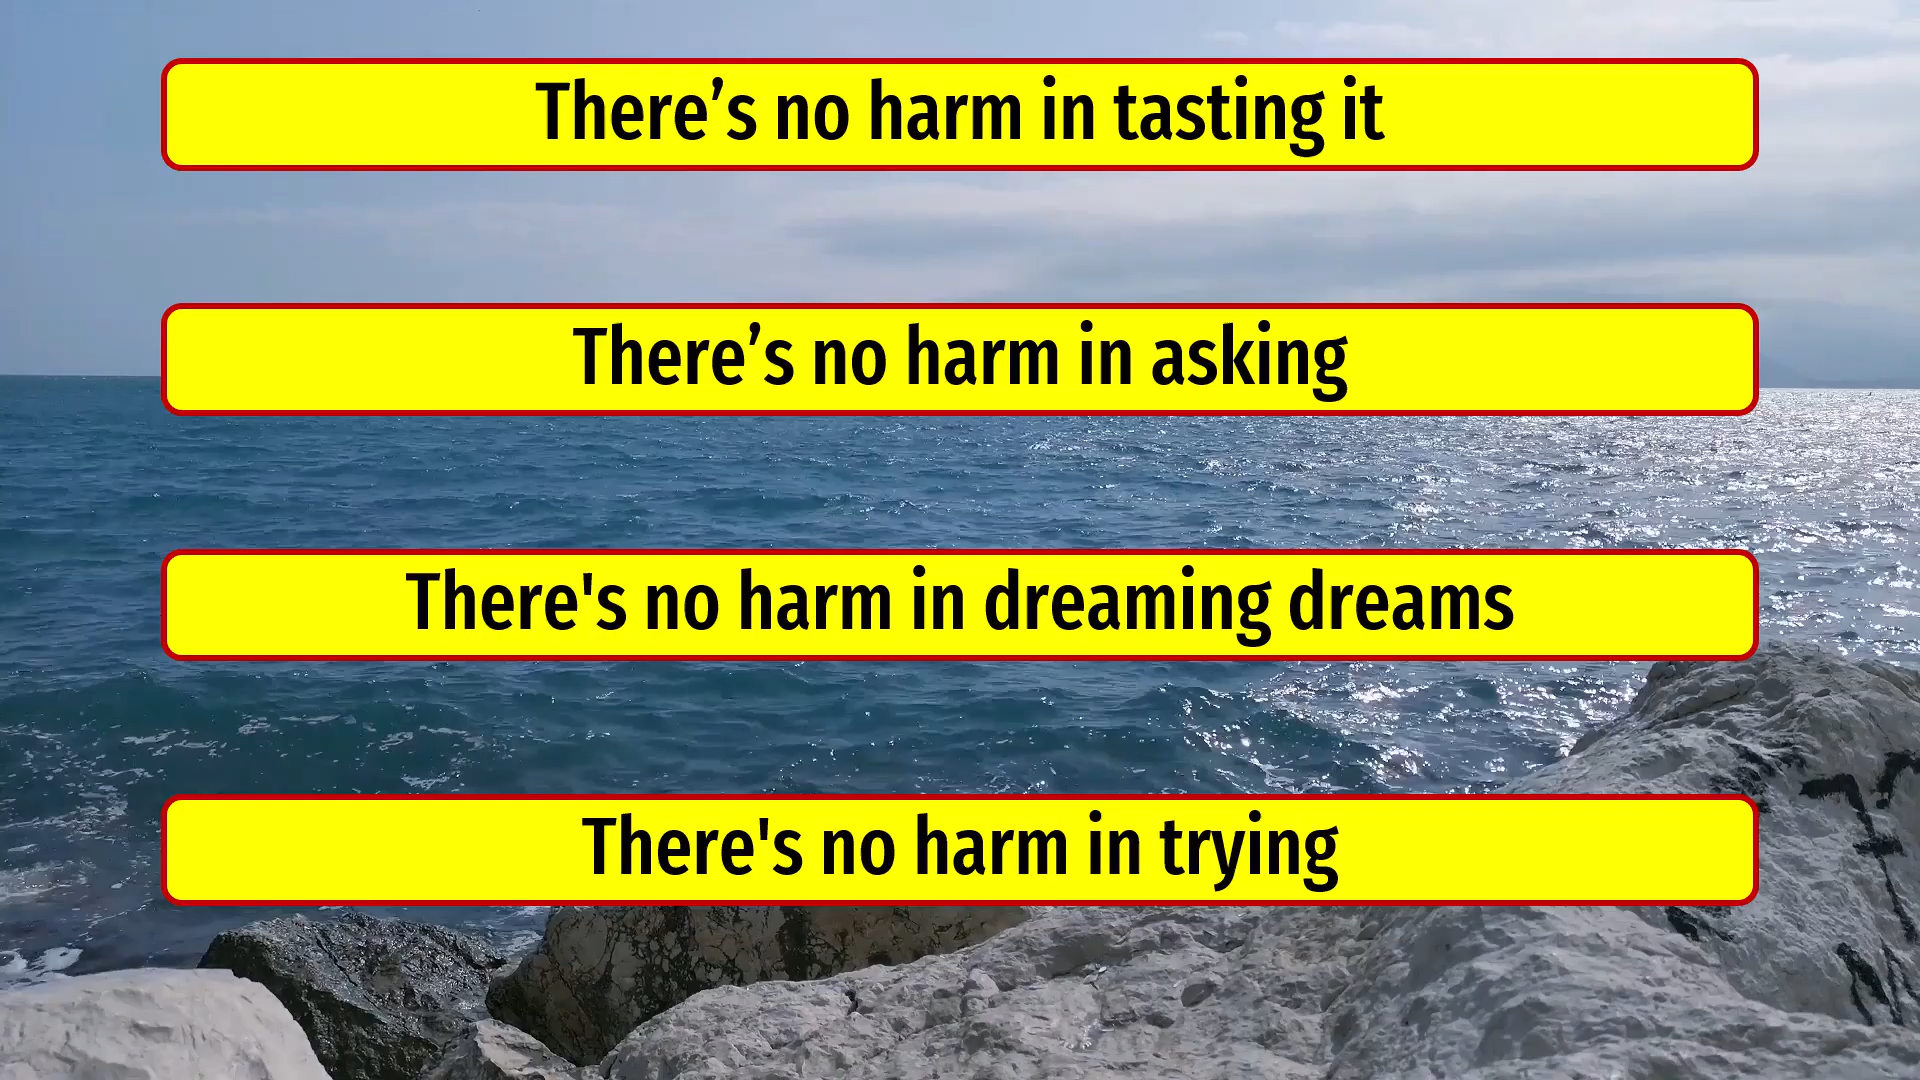 There’s no harm in tasting it
There’s no harm in asking
There's no harm in dreaming dreams
There's no harm in trying